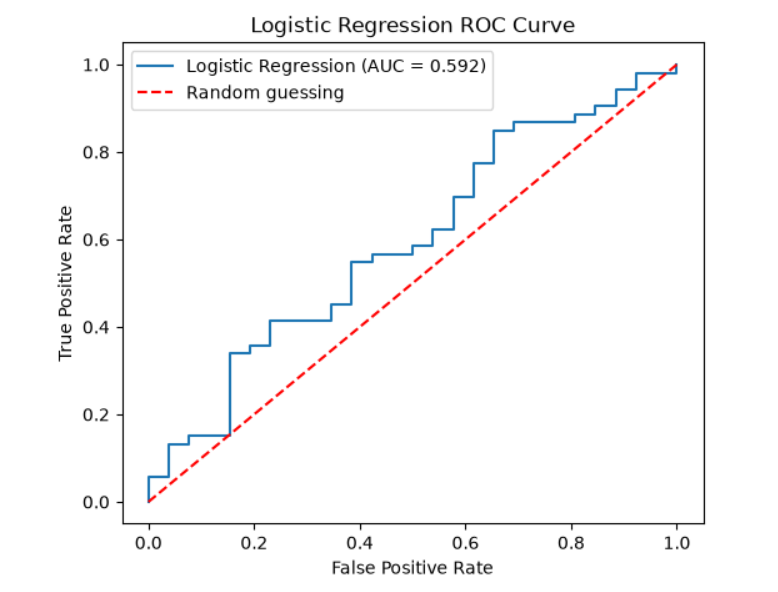 Logistic Regression ROC Curve
Logistic Regression (AUC = 0.592)
Random guessing
True Positive Rate
1.0
0.8
0.6
0.4
0.2
0.0
0.0 0.2 0.4 0.6 0.8 1.0
False Positive Rate